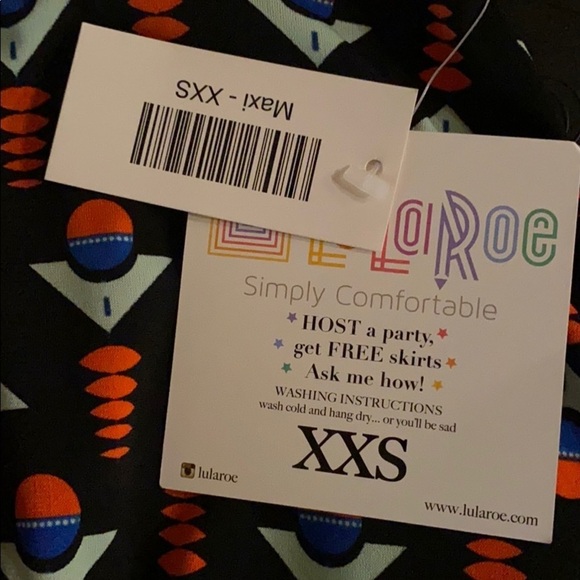 Maxi - XXS
LuLaRoe
Simply Comfortable
HOST a party,
get FREE skirts
Ask me how!
WASHING INSTRUCTIONS
wash cold and hang dry... or you'll be sad
XXS
lularoe
www.lularoe.com